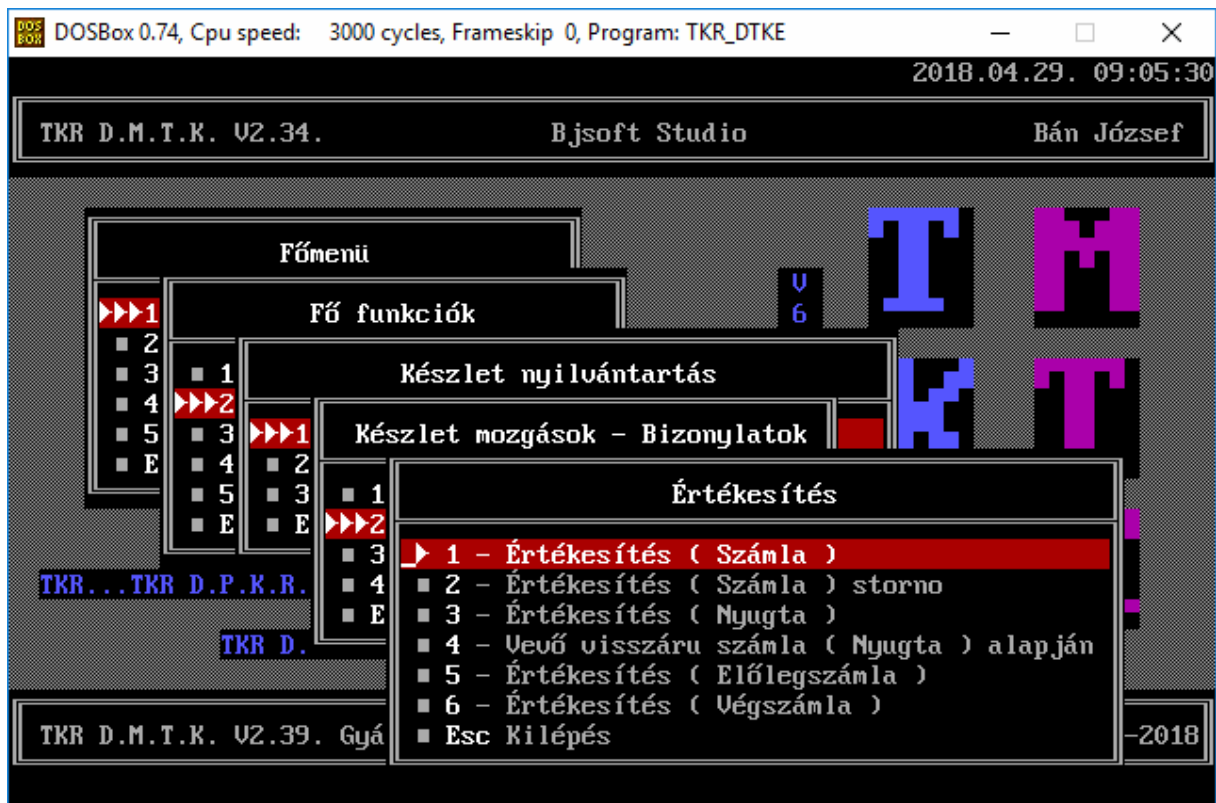 DOS BOX DOSBox 0.74, Cpu speed: 3000 cycles, Frameskip 0, Program: TKR_DTKE
2018.04.29. 09:05:30
TKR D.M.T.K. V2.34. Bjsoft Studio Bán József
T M
Főmenü
V
6
1
Fő funkciók
2
3 1 Készlet nyilvántartás
K T
4 2
5 3 1 Készlet mozgások - Bizonylatok
E 4 2
5 3 1 Értékesítés
E E 2
3 1 - Értékesítés ( Számla )
TKR...TKR D.P.K.R. 4 2 - Értékesítés ( Számla ) storno
E 3 - Értékesítés ( Nyugta )
TKR D. 4 - Vevő visszáru számla ( Nyugta ) alapján
5 - Értékesítés ( Előlegszámla )
6 - Értékesítés ( Végszámla )
TKR D.M.T.K. V2.39. Gyá Esc Kilépés -2018